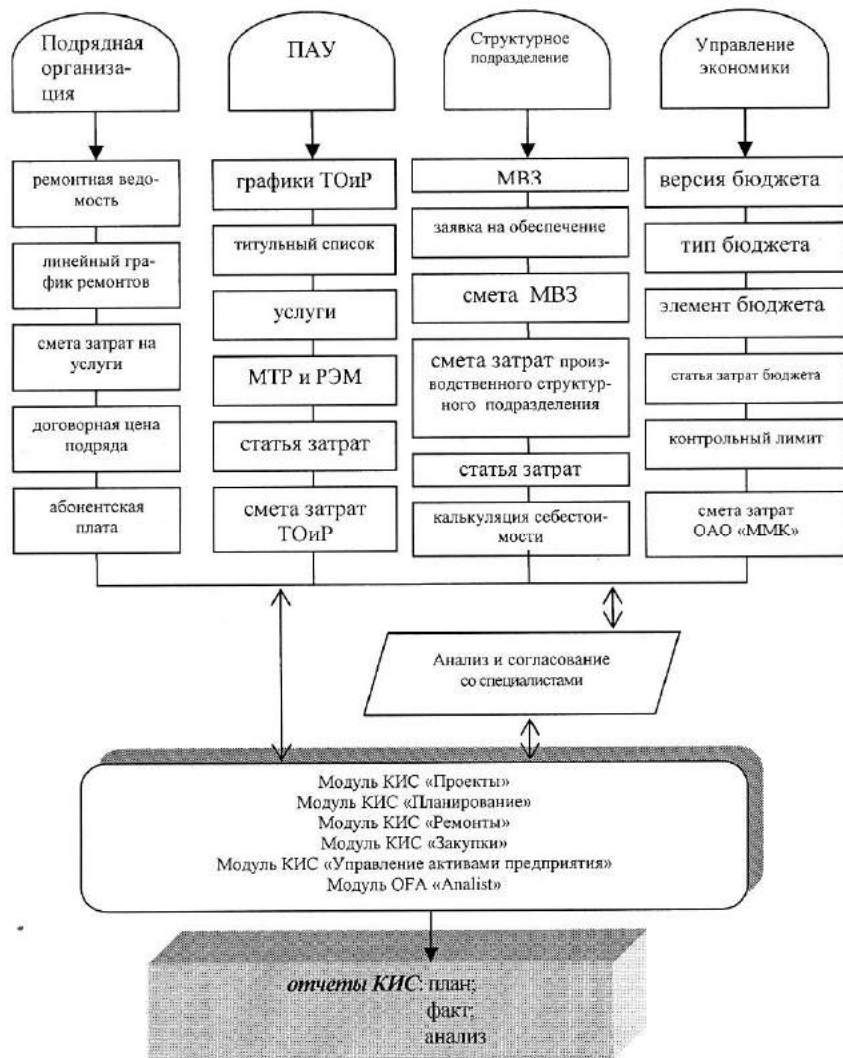 Подрядная
организа-
ция
ПАУ
Структурное
подразделение
Управление
экономики
ремонтная ведо-
мость
линейный гра-
фик ремонтов
смета затрат на
услуги
договорная цена
подряда
абонентская
плата
графики ТОиР
титульный список
услуги
МТР и РЭМ
статья затрат
смета затрат
ТОиР
МВЗ
заявка на обеспечение
смета МВЗ
смета затрат произ-
водственного структур-
ного подразделения
статья затрат
калькуляция себестои-
мости
версия бюджета
тип бюджета
элемент бюджета
статья затрат бюджета
контрольный лимит
смета затрат
ОАО «ММК»
Анализ и согласование
со специалистами
Модуль КИС «Проекты»
Модуль КИС «Планирование»
Модуль КИС «Ремонты»
Модуль КИС «Закупки»
Модуль КИС «Управление активами предприятия»
Модуль OFA «Analist»
отчеты КИС: план;
факт;
анализ